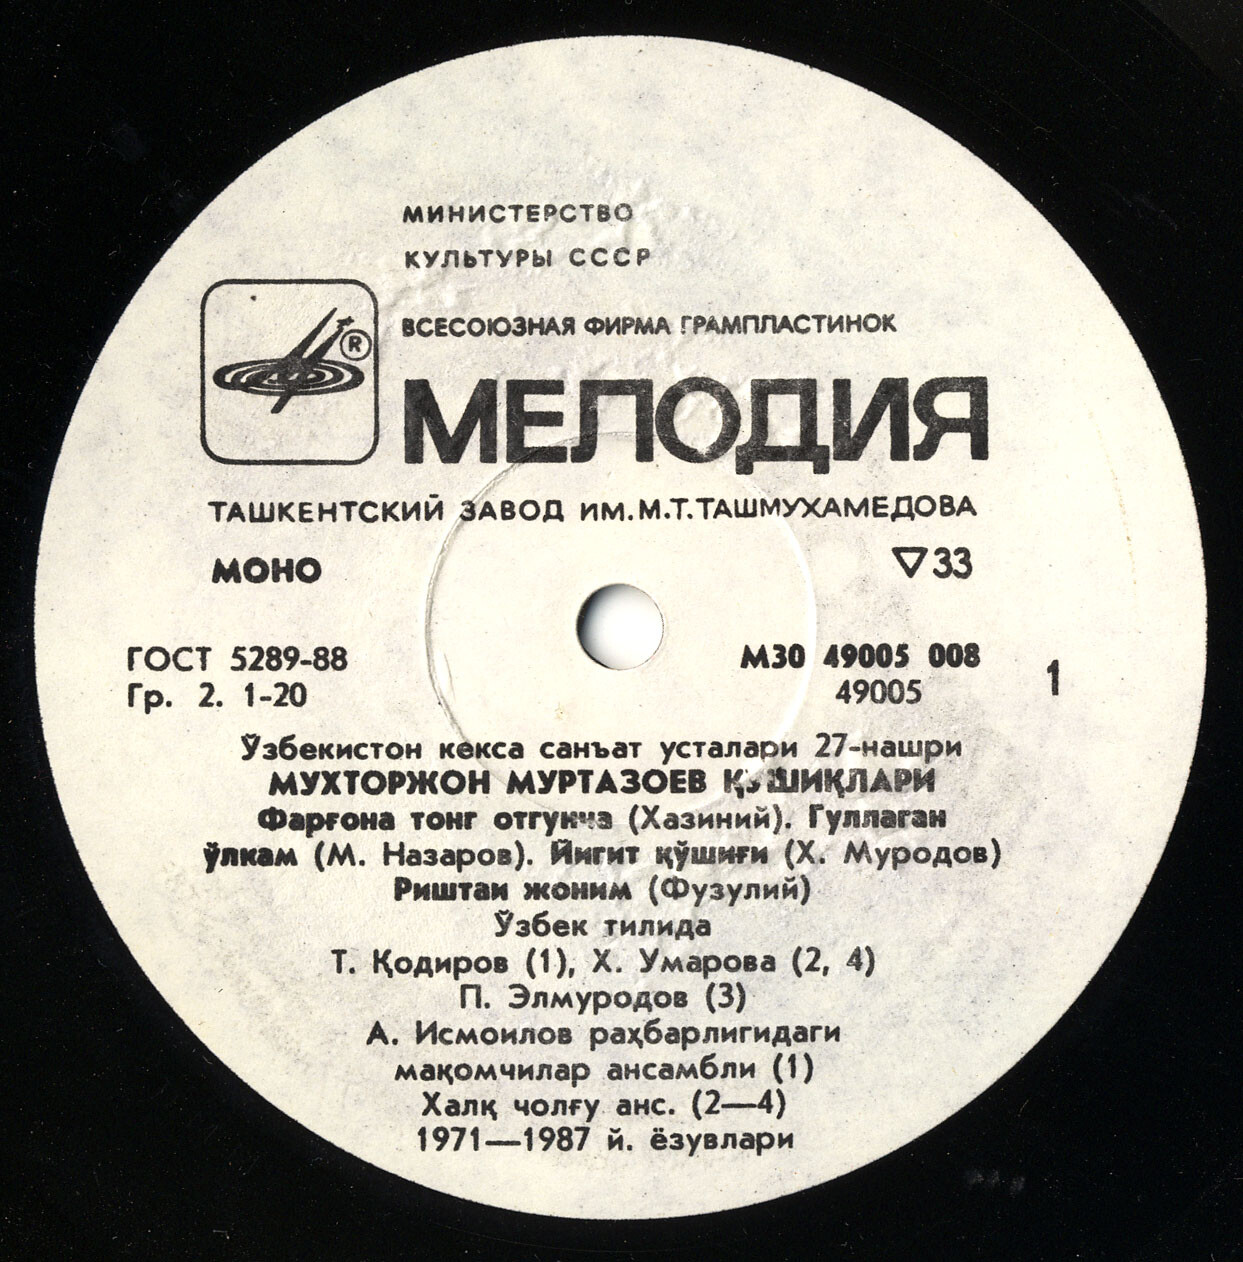 МИНИСТЕРСТВО
КУЛЬТУРЫ СССР
ВСЕСОЮЗНАЯ ФИРМА ГРАМПЛАСТИНОК
®
МЕЛОДИЯ
ТАШКЕНТСКИЙ ЗАВОД ИМ. М.Т. ТАШМУХАМЕДОВА
МОНО ▽33
ГОСТ 5289-88 М30 49005 008
Гр. 2. 1-20 49005 1
Ўзбекистон кекса санъат усталари 27-нашри
МУХТОРЖОН МУРТАЗОЕВ ҚЎШИҚЛАРИ
Фарғона тонг отгунча (Хазиний). Гуллаган
ўлкам (М. Назаров). Йигит қўшиғи (Х. Муродов)
Риштаи жоним (Фузулий)
Ўзбек тилида
Т. Қодиров (1), Х. Умарова (2, 4)
П. Элмуродов (3)
А. Исмоилов раҳбарлигидаги
мақомчилар ансамбли (1)
Халқ чолғу анс. (2—4)
1971—1987 й. ёзувлари